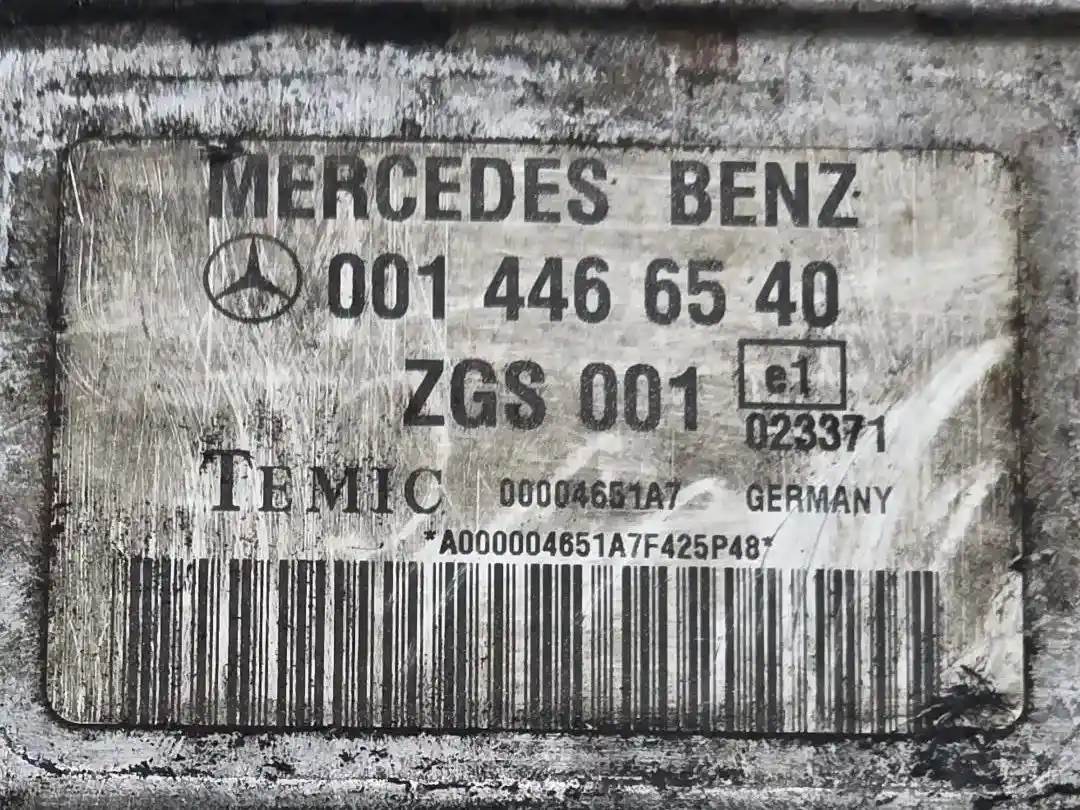 MERCEDES BENZ
001 446 65 40
ZGS 001 e1
023371
TEMIC 00004651A7 GERMANY
*A000004651A7F425P48*